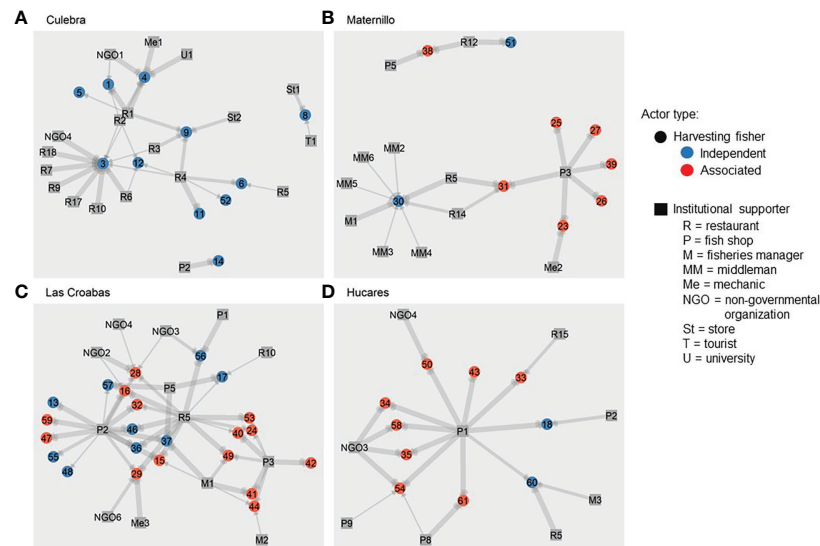 A Culebra
NGO1
Me1
U1
4
1
5
R1
R2
St1
8
T1
St2
9
NGO4
R3
R18
3
12
R7
R4
R9
6
R5
R17
R10
R6
52
11
P2
14
B Maternillo
R12
51
38
P5
25
27
MM2
MM6
39
P3
MM5
R5
31
30
26
M1
R14
23
MM3
MM4
Me2
Actor type:
Harvesting fisher
Independent
Associated
Institutional supporter
R = restaurant
P = fish shop
M = fisheries manager
MM = middleman
Me = mechanic
NGO = non-governmental
organization
St = store
T = tourist
U = university
C Las Croabas
P1
NGO4
NGO3
NGO2
56
R10
28
17
57
P5
16
13
32
59
R5
53
P2
46
40
24
47
37
36
55
49
15
P3
42
48
29
M1
41
44
NGO6
Me3
M2
D Hucares
NGO4
R15
50
43
33
34
P2
58
18
P1
NGO3
35
60
54
61
M3
P9
P8
R5